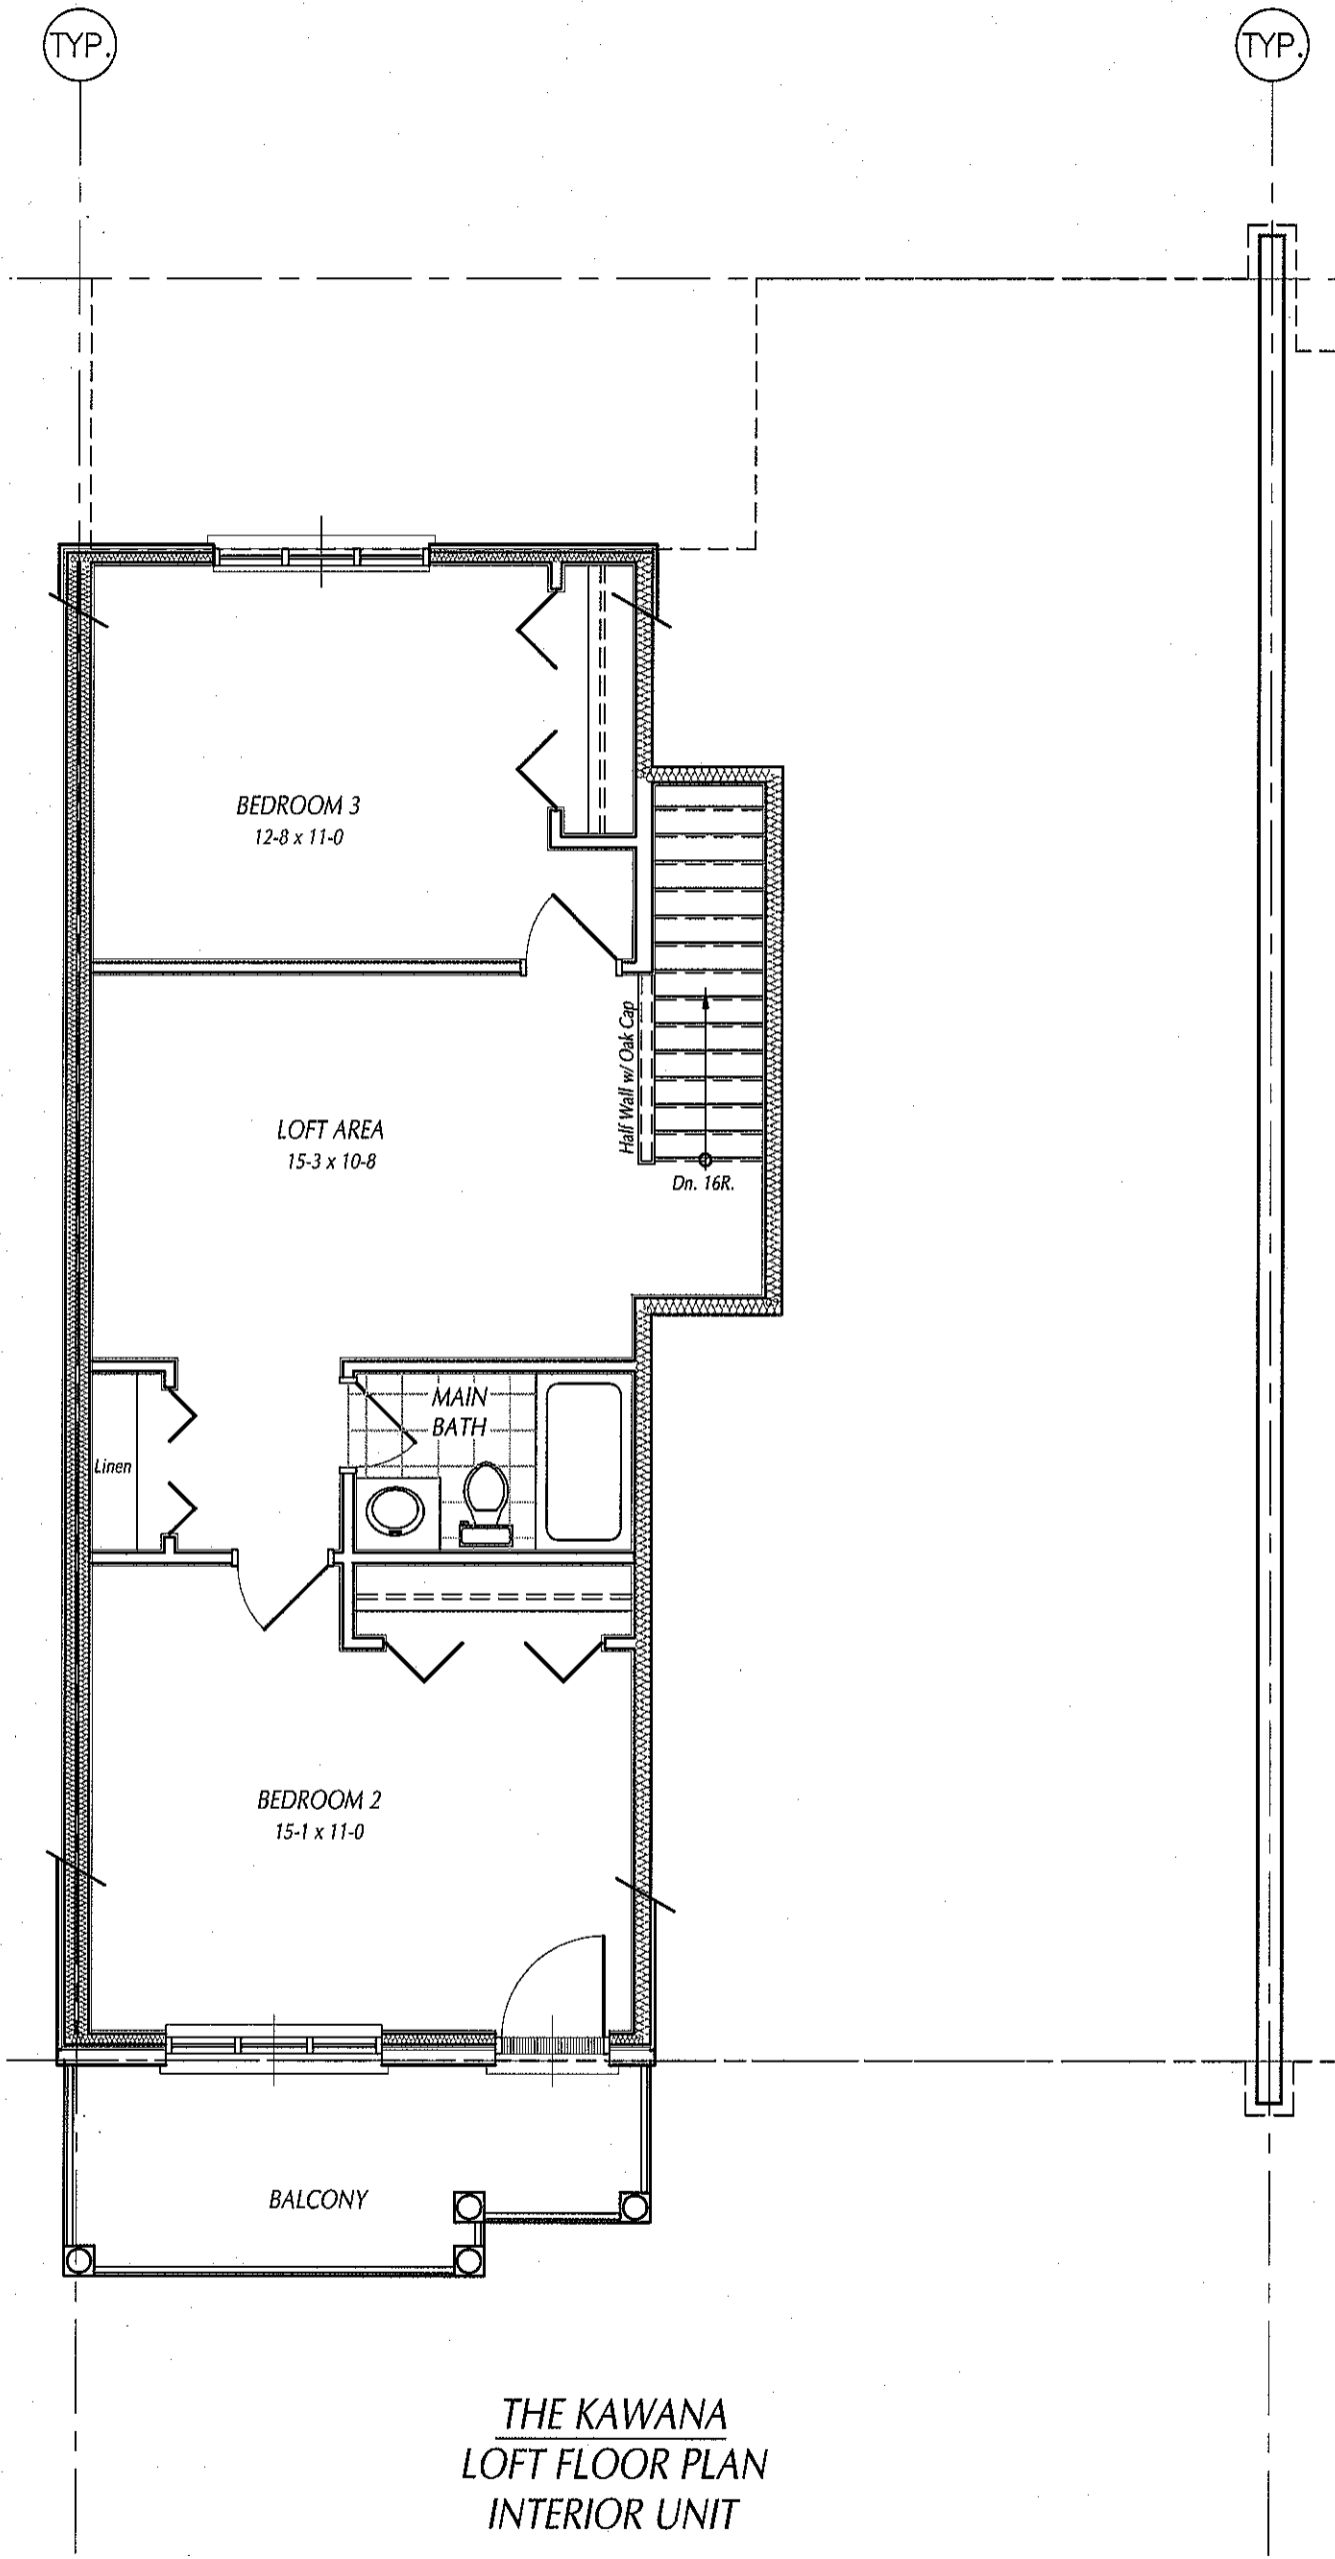 TYP.
TYP.
BEDROOM 3
12-8 x 11-0
Half Wall w/ Oak Cap
LOFT AREA
15-3 x 10-8
Dn. 16R.
MAIN
BATH
Linen
BEDROOM 2
15-1 x 11-0
BALCONY
THE KAWANA
LOFT FLOOR PLAN
INTERIOR UNIT